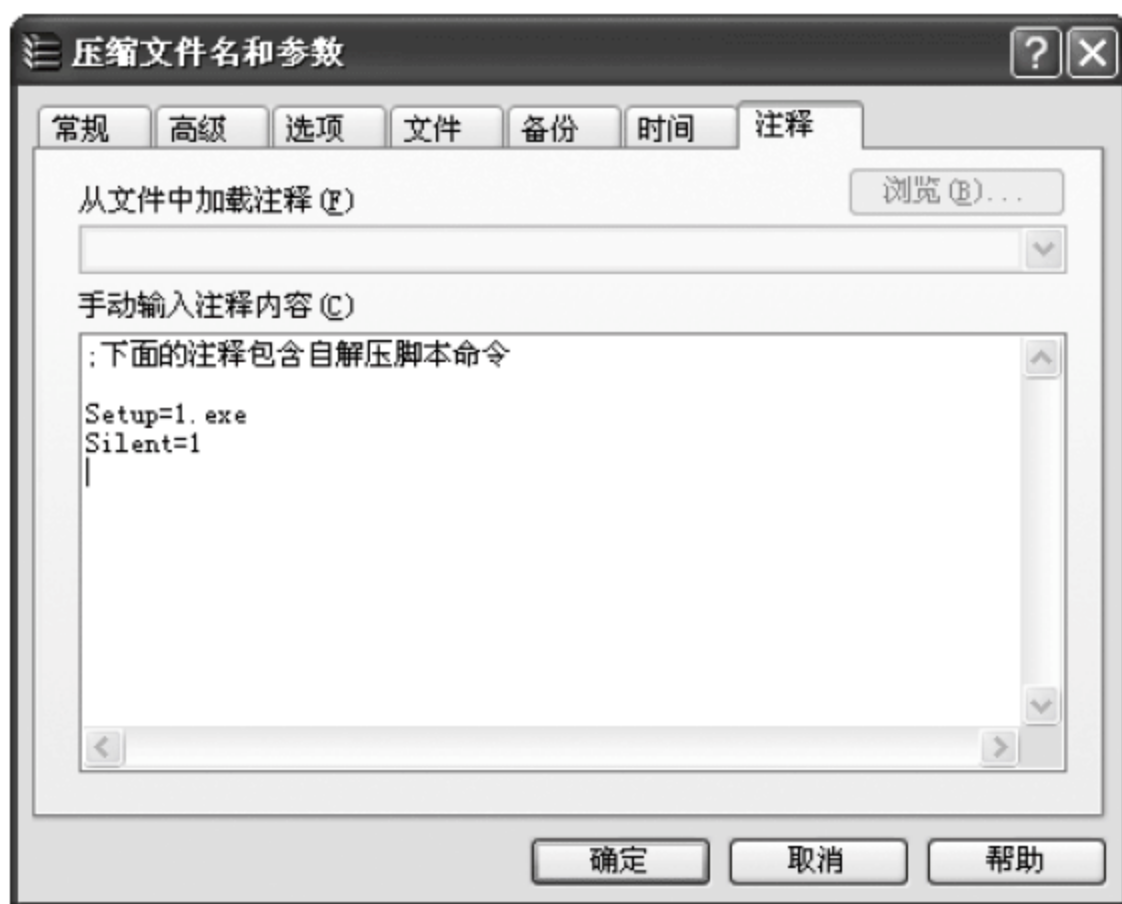 压缩文件名和参数
常规 高级 选项 文件 备份 时间 注释
从文件中加载注释(F) 浏览(B)...
手动输入注释内容(C)
;下面的注释包含自解压脚本命令
Setup=1.exe
Silent=1
确定 取消 帮助